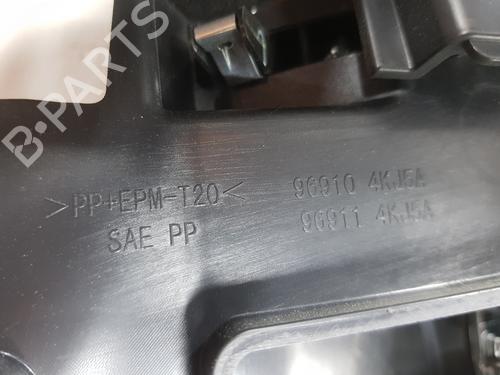 B-PARTS
>PP+EPM-T20<
SAE PP
96910 4KJ5A
96911 4KJ5A